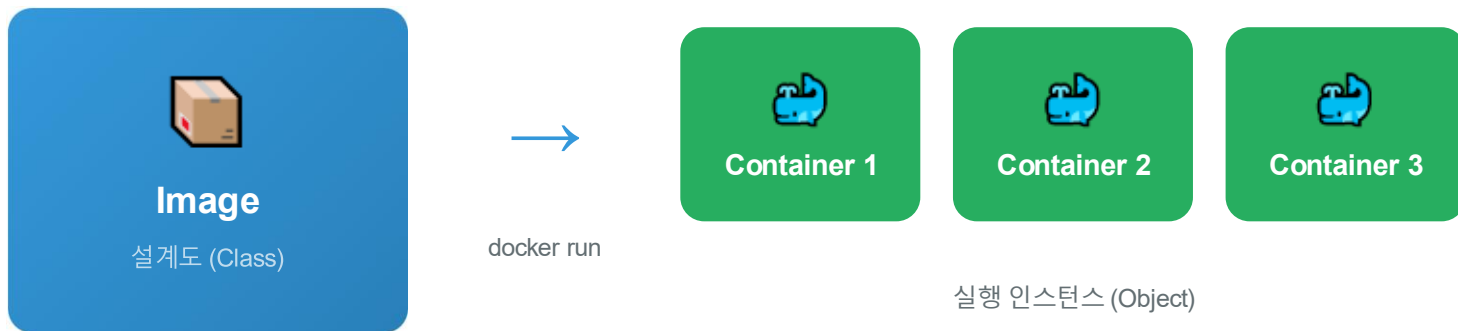 Image
설계도 (Class)
docker run
Container 1
Container 2
Container 3
실행 인스턴스 (Object)